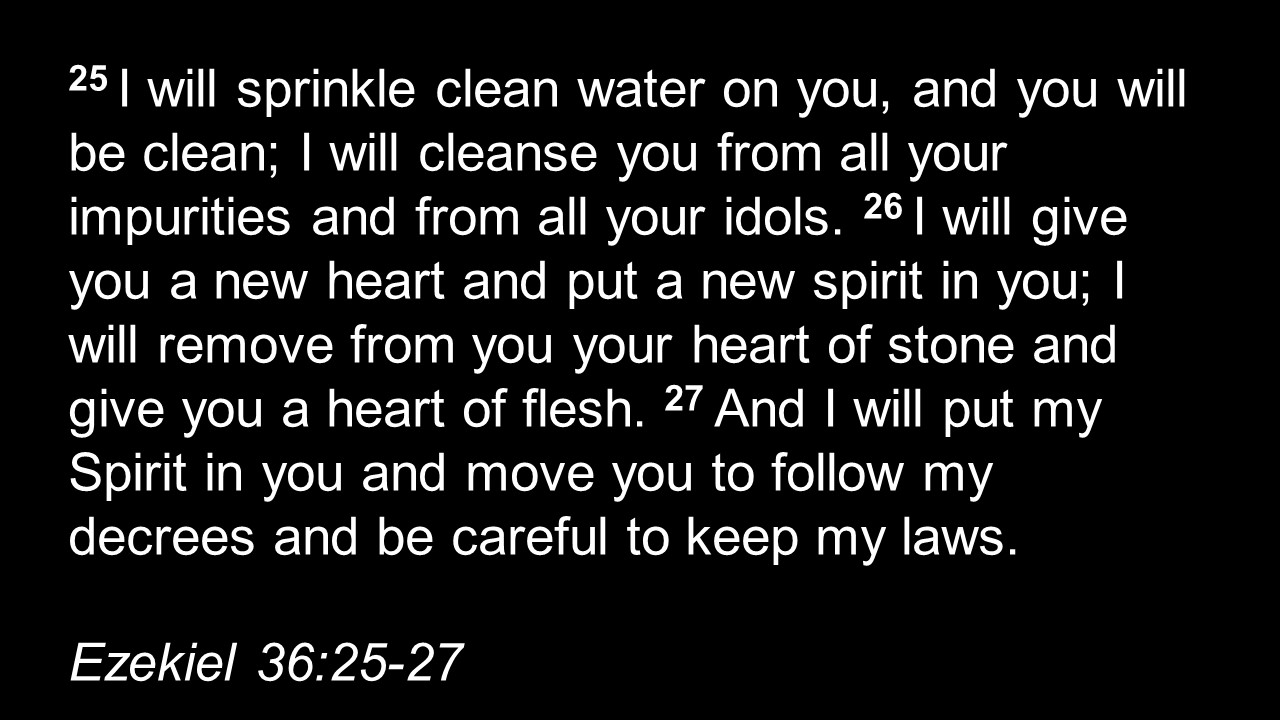 25 I will sprinkle clean water on you, and you will
be clean; I will cleanse you from all your
impurities and from all your idols. 26 I will give
you a new heart and put a new spirit in you; I
will remove from you your heart of stone and
give you a heart of flesh. 27 And I will put my
Spirit in you and move you to follow my
decrees and be careful to keep my laws.
Ezekiel 36:25-27